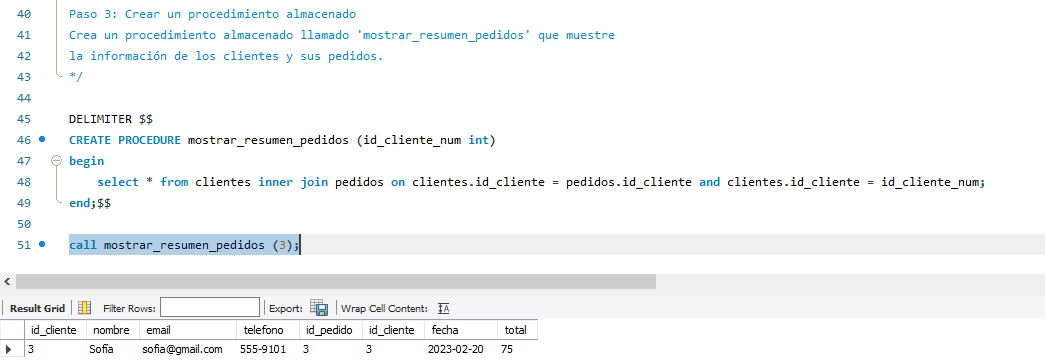 40 Paso 3: Crear un procedimiento almacenado
41 Crea un procedimiento almacenado llamado 'mostrar_resumen_pedidos' que muestre
42 la información de los clientes y sus pedidos.
43 */
44
45 DELIMITER $$
46 CREATE PROCEDURE mostrar_resumen_pedidos (id_cliente_num int)
47 begin
48 select * from clientes inner join pedidos on clientes.id_cliente = pedidos.id_cliente and clientes.id_cliente = id_cliente_num;
49 end;$$
50
51 call mostrar_resumen_pedidos (3);
Result Grid Filter Rows: Export: Wrap Cell Content:
id_cliente nombre email telefono id_pedido id_cliente fecha total
3 Sofía sofia@gmail.com 555-9101 3 3 2023-02-20 75